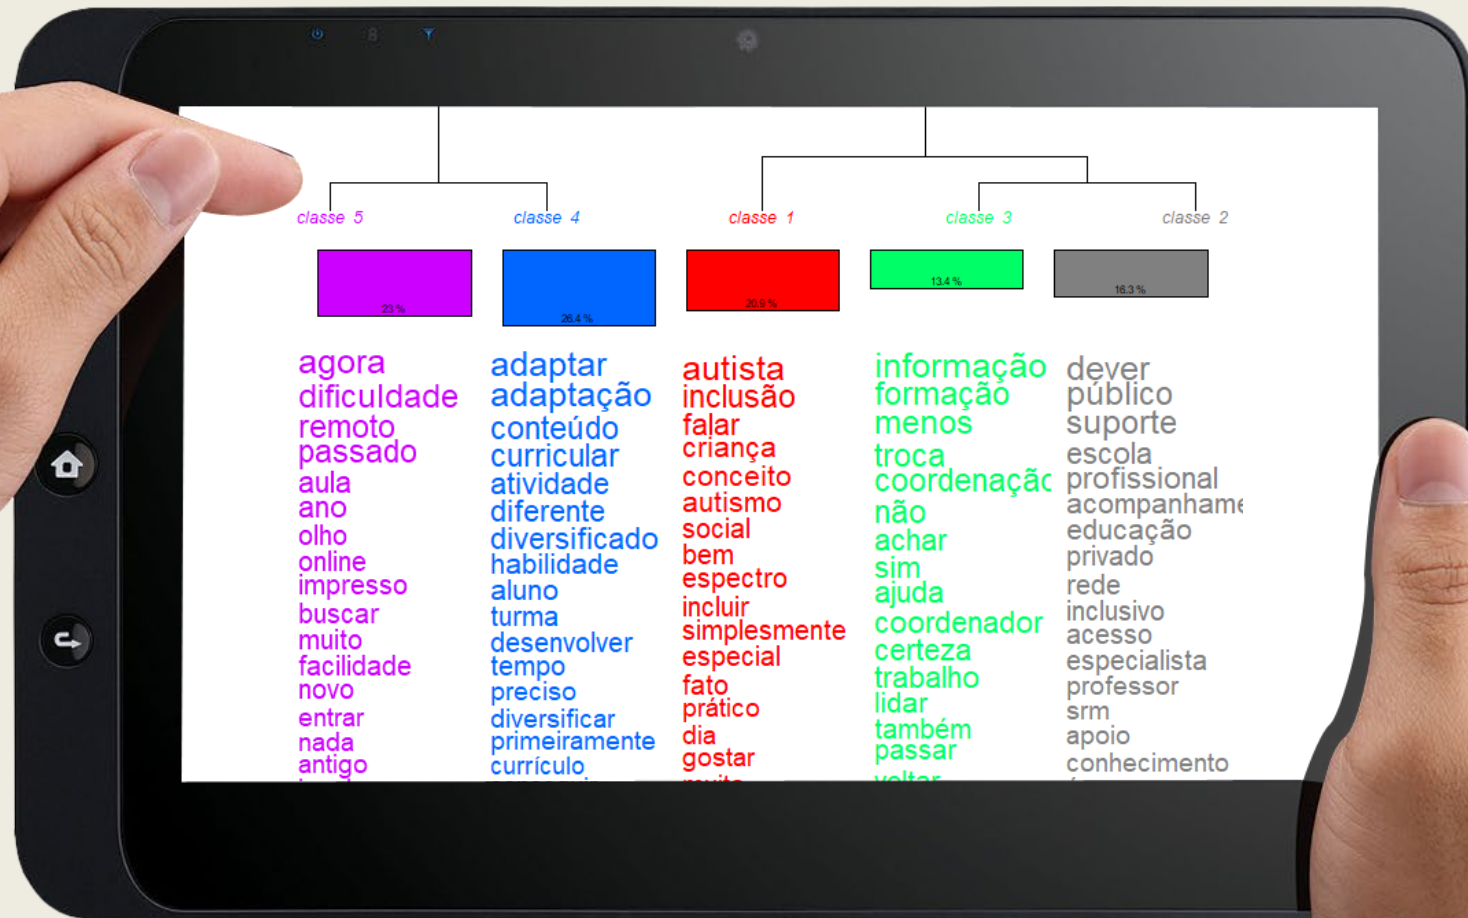 classe 5
classe 4
classe 1
classe 3
classe 2
23 %
26.4 %
20.9 %
13.4 %
16.3 %
agora
dificuldade
remoto
passado
aula
ano
olho
online
impresso
buscar
muito
facilidade
novo
entrar
nada
antigo
adaptar
adaptação
conteúdo
curricular
atividade
diferente
diversificado
habilidade
aluno
turma
desenvolver
tempo
preciso
diversificar
primeiramente
currículo
autista
inclusão
falar
criança
conceito
autismo
social
bem
espectro
incluir
simplesmente
especial
fato
prático
dia
gostar
muito
informação
formação
menos
troca
coordenaçã
não
achar
sim
ajuda
coordenador
certeza
trabalho
lidar
também
passar
voltar
dever
público
suporte
escola
profissional
acompanhame
educação
privado
rede
inclusivo
acesso
especialista
professor
srm
apoio
conhecimento